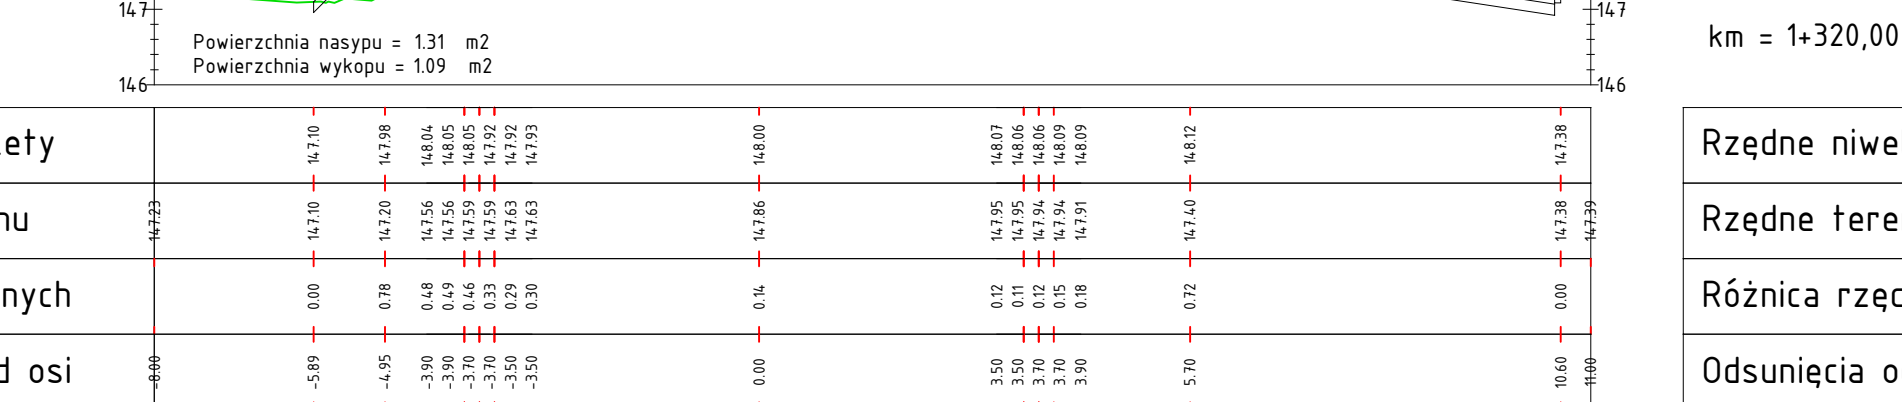 147 147
Powierzchnia nasypu = 1.31 m2
km = 1+320,00
Powierzchnia wykopu = 1.09 m2
146 146
ety 147.10 147.98 148.04 148.05 148.05 147.92 147.92 147.93 148.00 148.07 148.06 148.06 148.09 148.09 148.12 147.38 Rzędne niwe
nu 147.23 147.10 147.20 147.56 147.56 147.59 147.59 147.63 147.63 147.86 147.95 147.95 147.94 147.94 147.91 147.40 147.38 147.39 Rzędne tere
nych 0.00 0.78 0.48 0.49 0.46 0.33 0.29 0.30 0.14 0.12 0.11 0.12 0.15 0.18 0.72 0.00 Różnica rzęd
d osi -8.00 -5.89 -4.95 -3.90 -3.90 -3.70 -3.70 -3.50 -3.50 0.00 3.50 3.50 3.70 3.70 3.90 5.70 10.60 11.00 Odsunięcia o